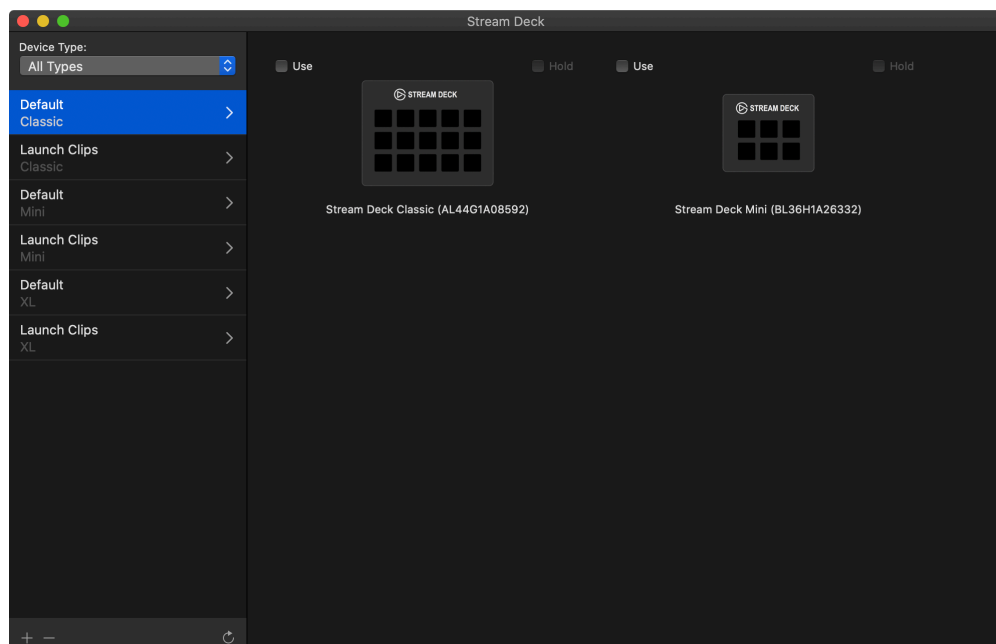 Stream Deck
Device Type:
All Types
Default
Classic
Launch Clips
Classic
Default
Mini
Launch Clips
Mini
Default
XL
Launch Clips
XL
Use
Hold
STREAM DECK
Stream Deck Classic (AL44G1A08592)
Use
Hold
STREAM DECK
Stream Deck Mini (BL36H1A26332)